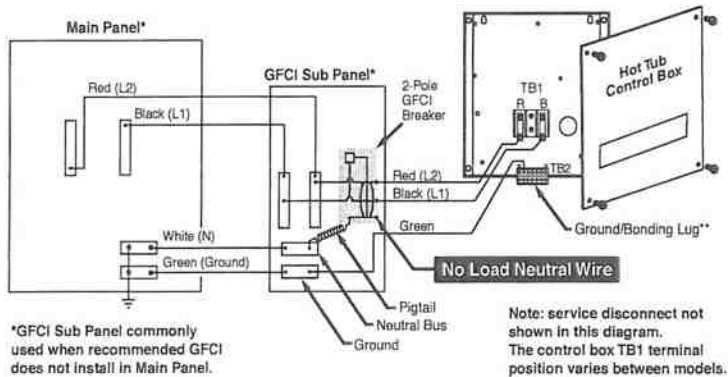 Main Panel*
Red (L2)
Black (L1)
White (N)
Green (Ground)
GFCI Sub Panel*
2-Pole
GFCI
Breaker
Red (L2)
Black (L1)
Green
TB1
R B
TB2
Hot Tub
Control Box
Ground/Bonding Lug**
No Load Neutral Wire
Pigtail
Neutral Bus
Ground
*GFCI Sub Panel commonly
used when recommended GFCI
does not install in Main Panel.
Note: service disconnect not
shown in this diagram.
The control box TB1 terminal
position varies between models.